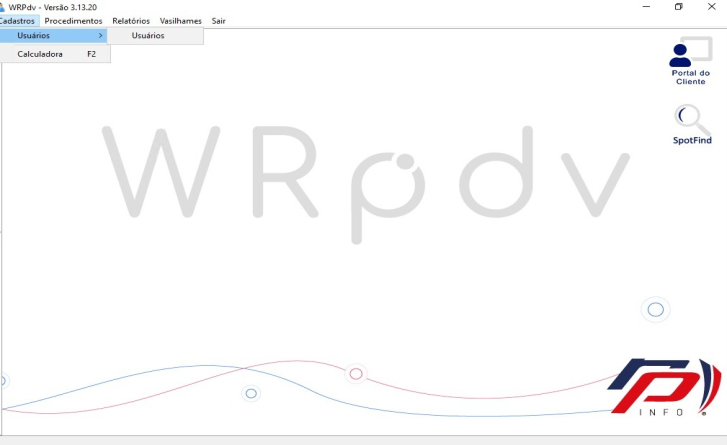 WRPdv - Versão 3.13.20
Cadastros Procedimentos Relatórios Vasilhames Sair
Usuários > Usuários
Calculadora F2
Portal do
Cliente
SpotFind
WRpdv
rp
INFO